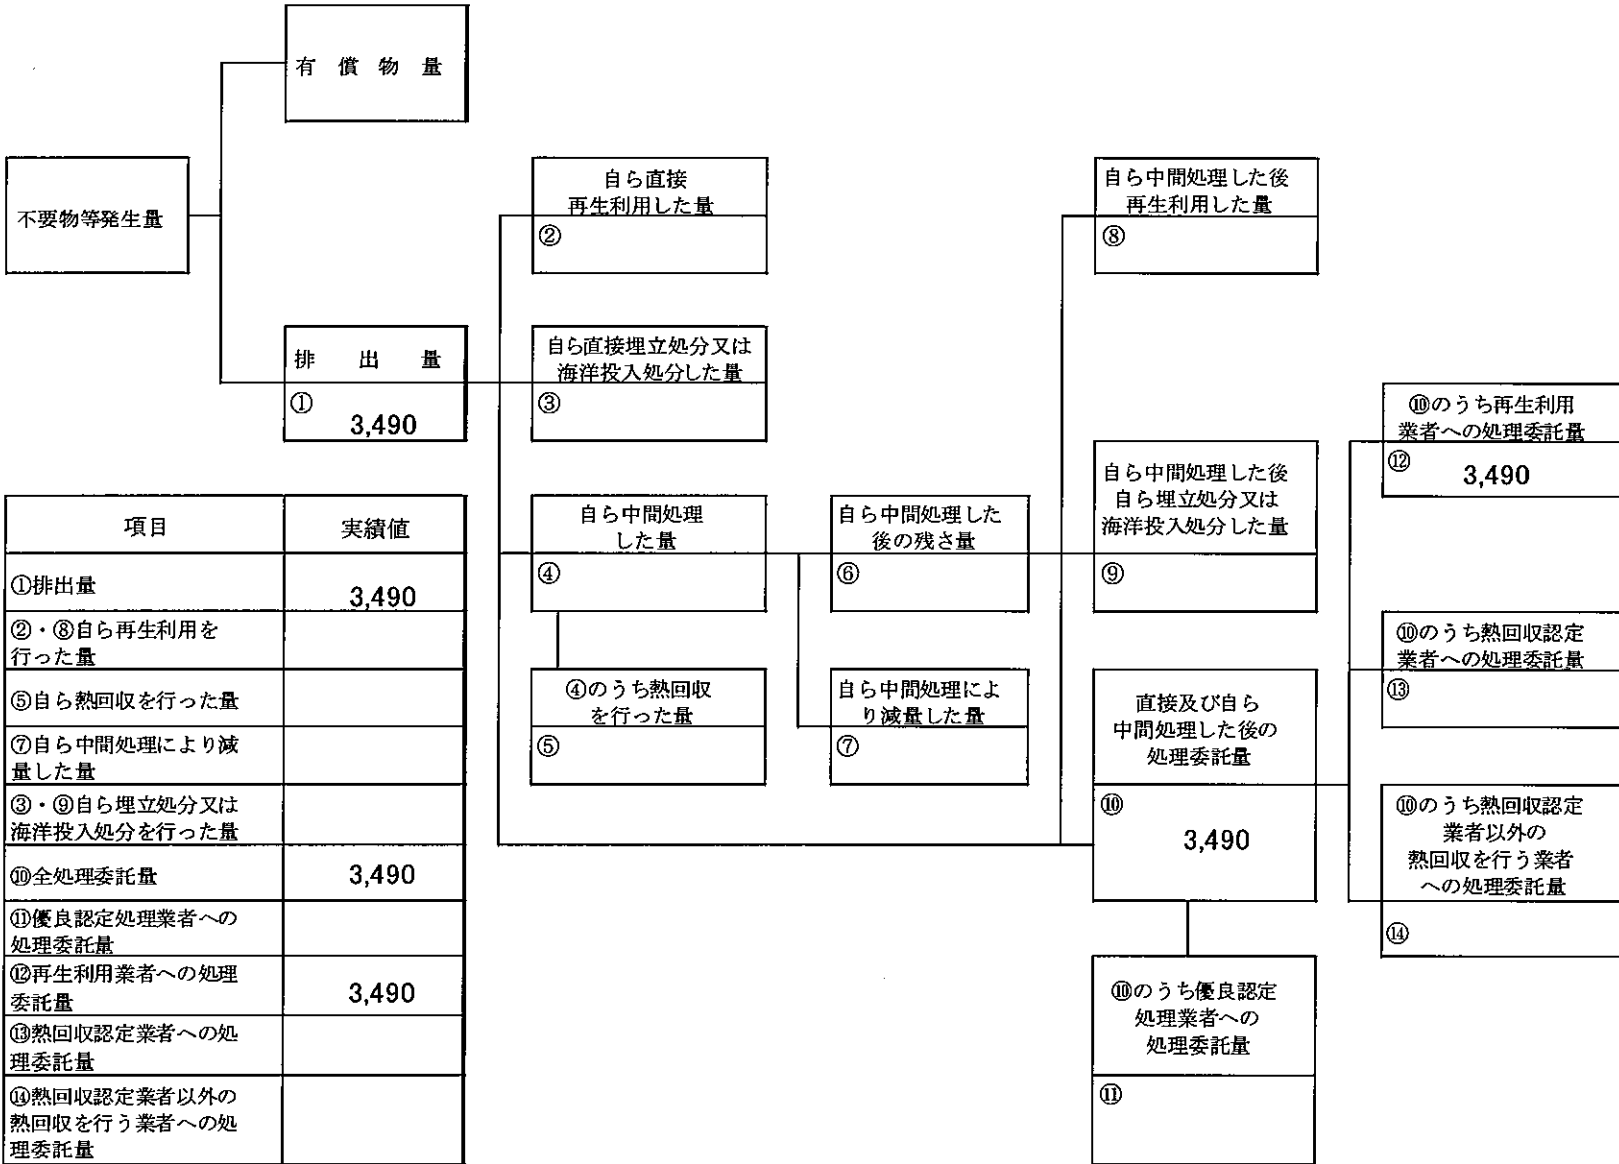 有償物量
不要物等発生量
排出量
①
3,490
自ら直接
再生利用した量
②
自ら直接埋立処分又は
海洋投入処分した量
③
自ら中間処理
した量
④
④のうち熱回収
を行った量
⑤
自ら中間処理した
後の残さ量
⑥
自ら中間処理によ
り減量した量
⑦
自ら中間処理した後
再生利用した量
⑧
自ら中間処理した後
自ら埋立処分又は
海洋投入処分した量
⑨
直接及び自ら
中間処理した後の
処理委託量
⑩
3,490
⑩のうち優良認定
処理業者への
処理委託量
⑪
⑩のうち再生利用
業者への処理委託量
⑫
3,490
⑩のうち熱回収認定
業者への処理委託量
⑬
⑩のうち熱回収認定
業者以外の
熱回収を行う業者
への処理委託量
⑭
項目 実績値
①排出量 3,490
②・⑧自ら再生利用を
行った量
⑤自ら熱回収を行った量
⑦自ら中間処理により減
量した量
③・⑨自ら埋立処分又は
海洋投入処分を行った量
⑩全処理委託量 3,490
⑪優良認定処理業者への
処理委託量
⑫再生利用業者への処理
委託量 3,490
⑬熱回収認定業者への処
理委託量
⑭熱回収認定業者以外の
熱回収を行う業者への処
理委託量